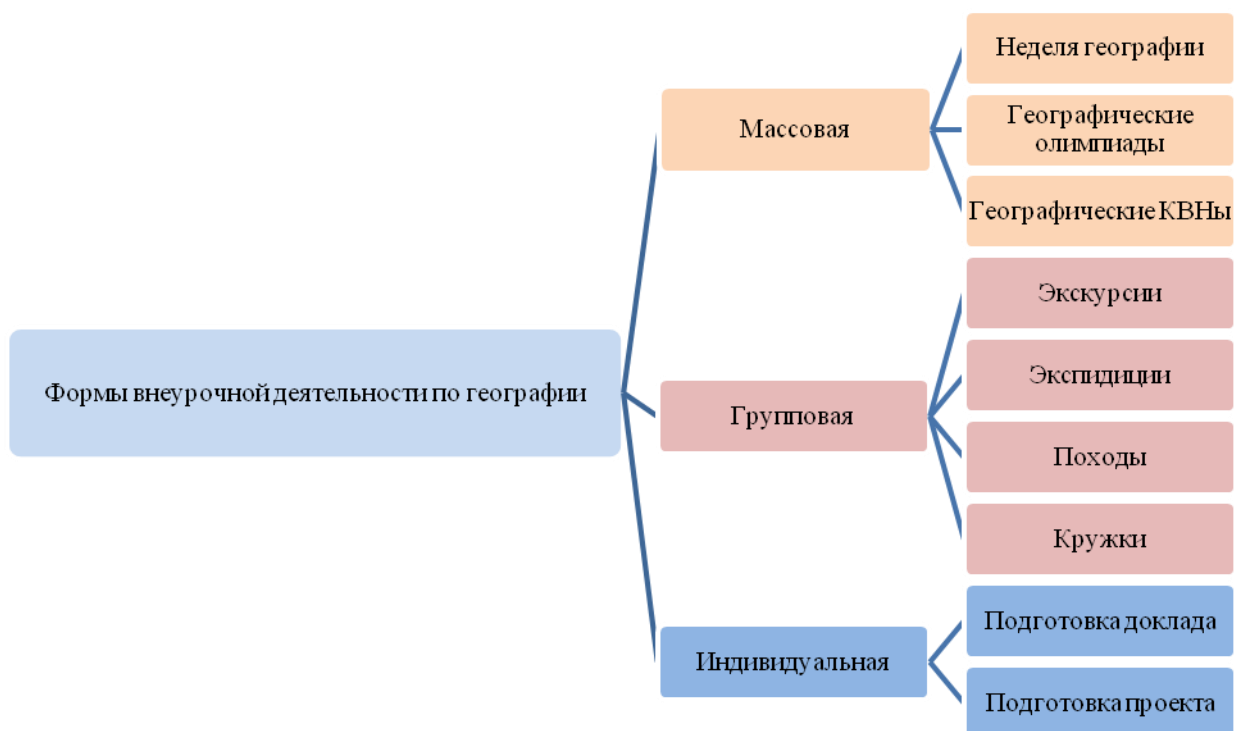 Формы внеурочной деятельности по географии
Массовая
Неделя географии
Географические
олимпиады
Географические КВНы
Групповая
Экскурсии
Экспидиции
Походы
Кружки
Индивидуальная
Подготовка доклада
Подготовка проекта